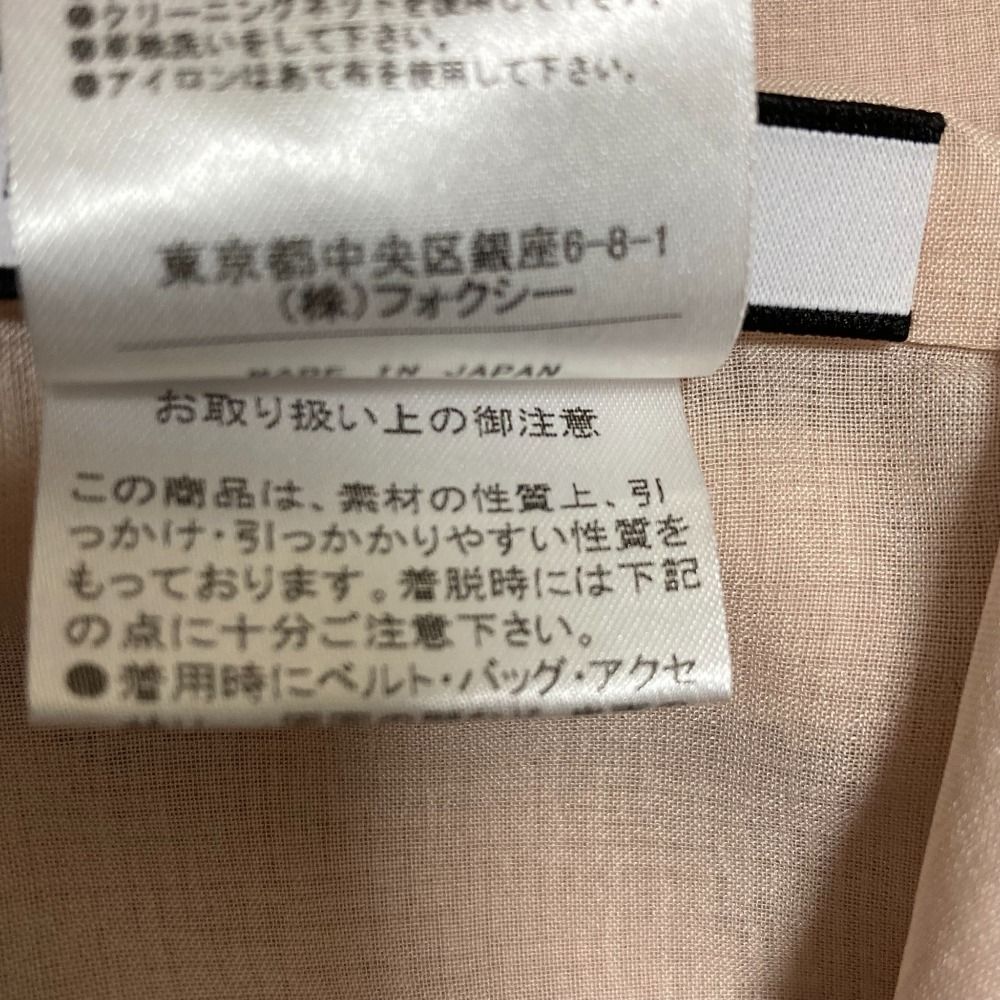 ●クリーニングネットを使用して下さい。
●単独洗いをして下さい。
●アイロンはあて布を使用して下さい。
東京都中央区銀座6-8-1
(株)フォクシー
MADE IN JAPAN
お取り扱い上の御注意
この商品は、素材の性質上、引
っかけ・引っかかりやすい性質を
もっております。着脱時には下記
の点に十分ご注意下さい。
●着用時にベルト・バッグ・アクセ